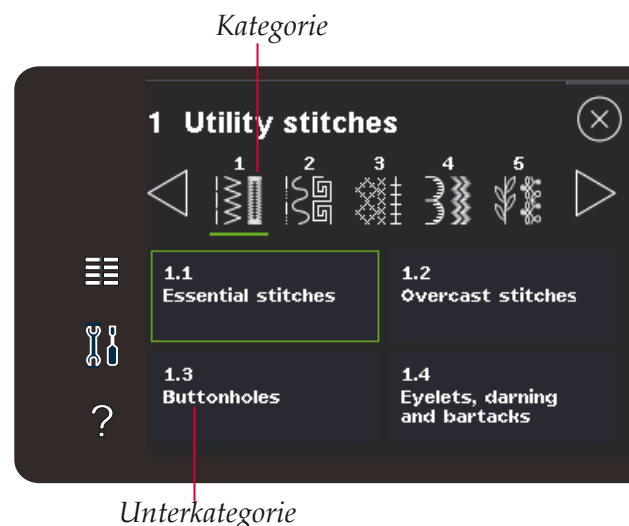 Kategorie
1 Utility stitches
1 2 3 4 5
1.1
Essential stitches
1.2
Overcast stitches
1.3
Buttonholes
1.4
Eyelets, darning
and bartacks
?
Unterkategorie